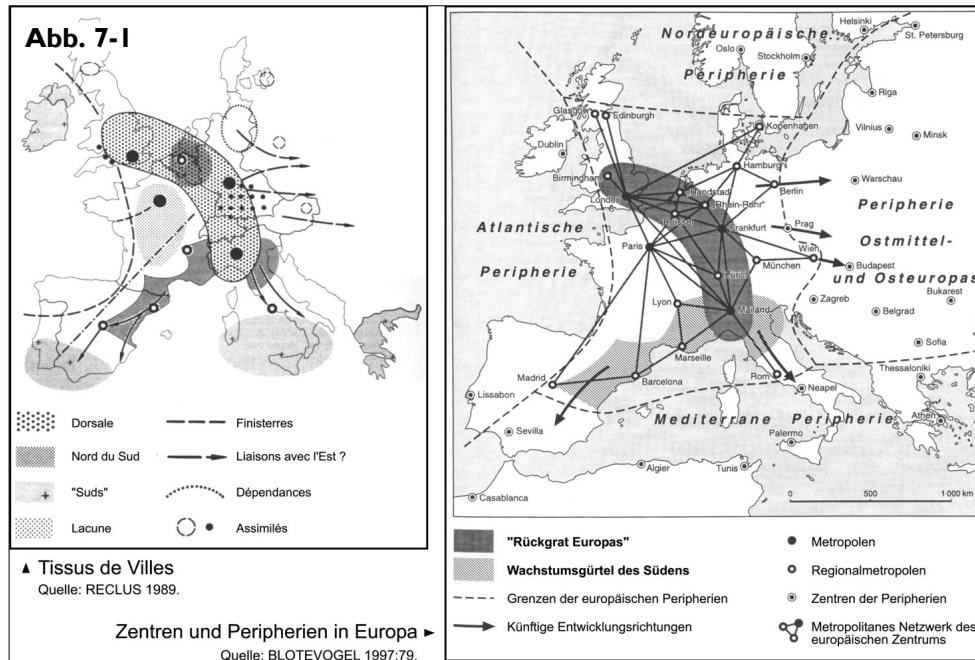 Abb. 7-1
Dorsale
Finisterres
Nord du Sud
Liaisons avec l'Est ?
"Suds"
Dépendances
Lacune
Assimilés
Tissus de Villes
Quelle: RECLUS 1989.
Zentren und Peripherien in Europa
Quelle: BLOTEVOGEL 1997:79.
Nordeuropäische
Peripherie
Helsinki
St. Petersburg
Oslo
Stockholm
Riga
Glasgow
Edinburgh
Kopenhagen
Vilnius
Minsk
Dublin
Hamburg
Birmingham
Randstad
Berlin
Warschau
London
"Rhein-Ruhr"
Brüssel
Peripherie
Atlantische
Peripherie
Frankfurt
Prag
Paris
Ostmittel-
und Osteuropas
Wien
München
Budapest
Zürich
Lyon
Mailand
Zagreb
Bukarest
Belgrad
Marseille
Sofia
Madrid
Barcelona
Rom
Thessaloniki
Lissabon
Neapel
Mediterrane Peripherie
Athen
Sevilla
Palermo
Algier
Tunis
Casablanca
0 500 1 000 km
"Rückgrat Europas"
Metropolen
Wachstumsgürtel des Südens
Regionalmetropolen
Grenzen der europäischen Peripherien
Zentren der Peripherien
Künftige Entwicklungsrichtungen
Metropolitanes Netzwerk des
europäischen Zentrums